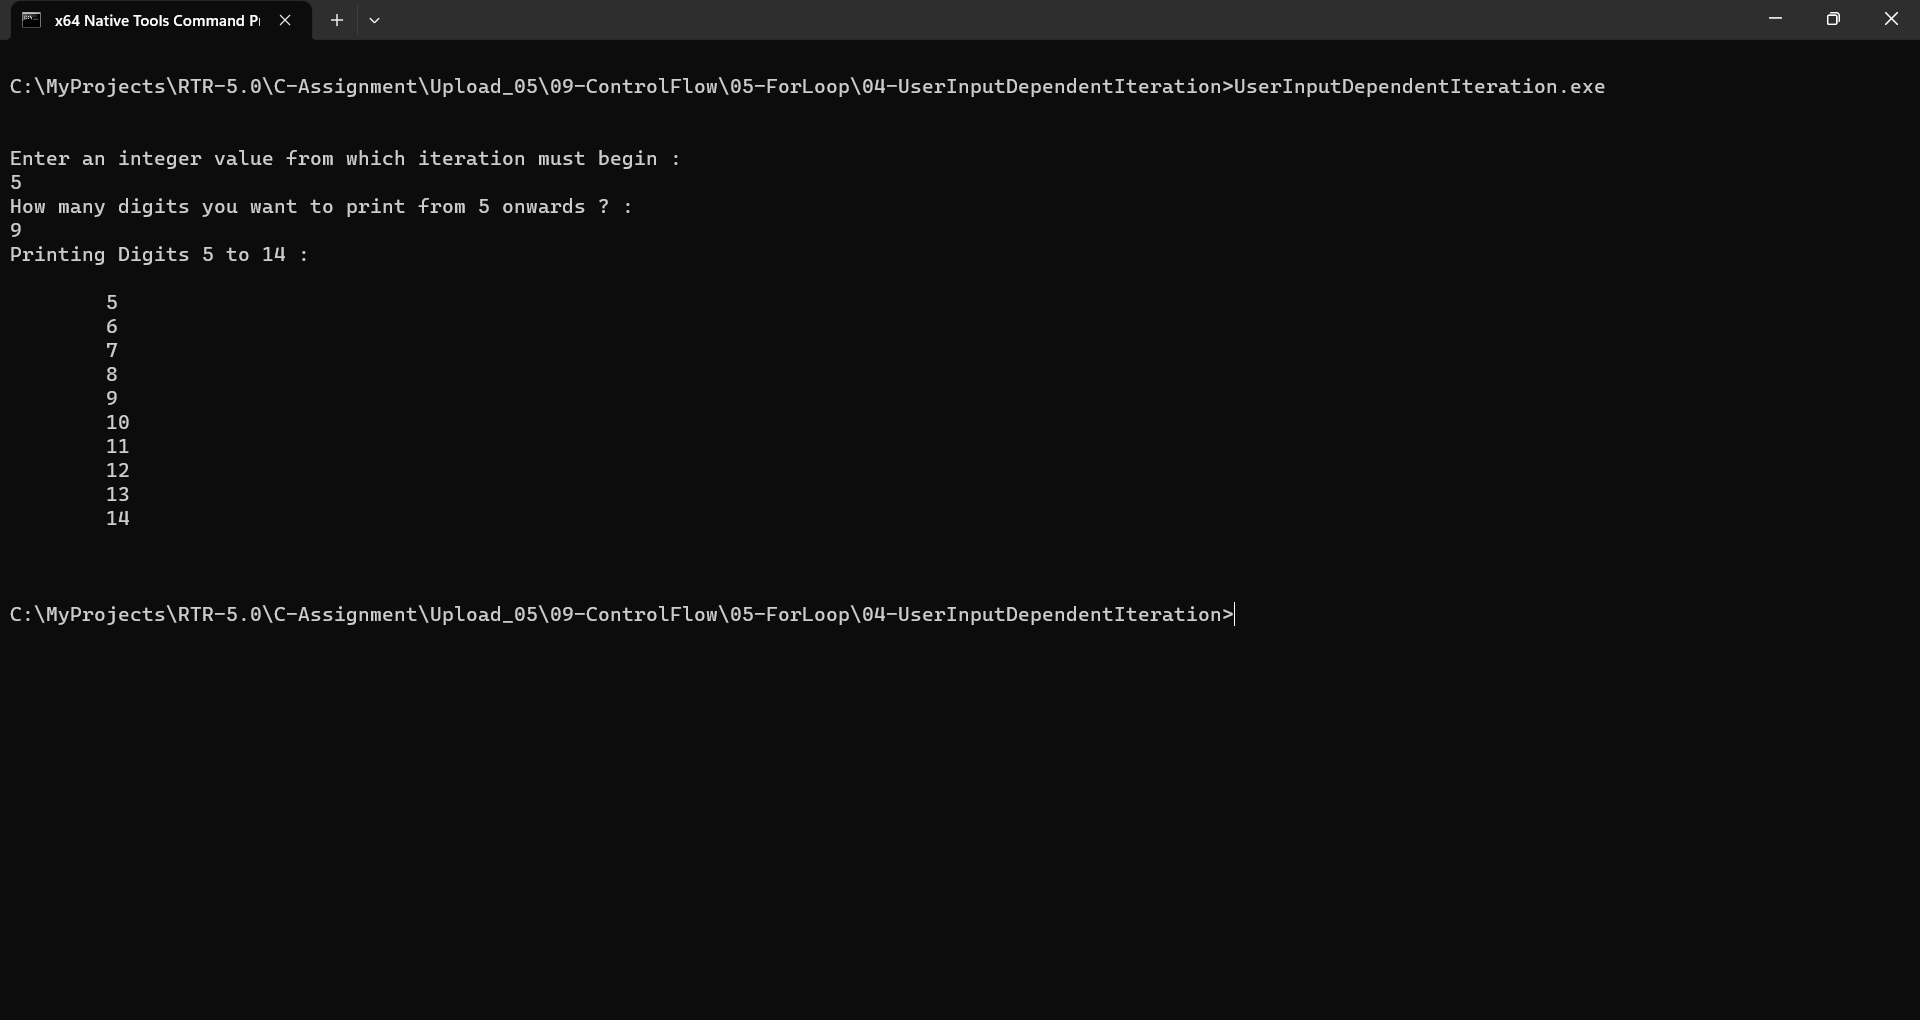 x64 Native Tools Command P
C:\MyProjects\RTR-5.0\C-Assignment\Upload_05\09-ControlFlow\05-ForLoop\04-UserInputDependentIteration>UserInputDependentIteration.exe
Enter an integer value from which iteration must begin :
5
How many digits you want to print from 5 onwards ? :
9
Printing Digits 5 to 14 :
5
6
7
8
9
10
11
12
13
14
C:\MyProjects\RTR-5.0\C-Assignment\Upload_05\09-ControlFlow\05-ForLoop\04-UserInputDependentIteration>